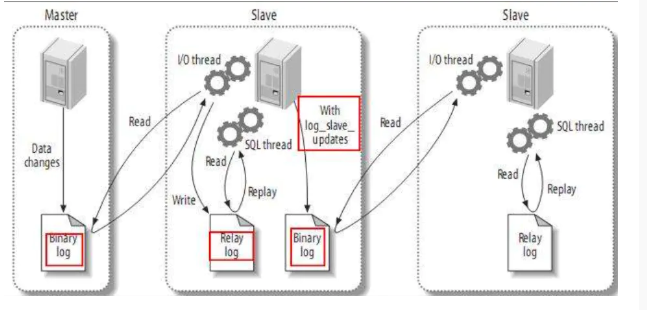 Master
Slave
Slave
I/O thread
I/O thread
With
log_slave_
updates
Read
Read
SQL thread
SQL thread
Data
changes
Read
Replay
Read
Replay
Write
Binary
log
Relay
log
Binary
log
Relay
log